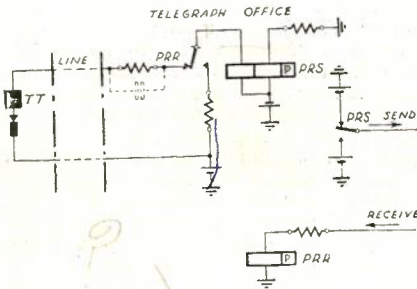 TELEGRAPH OFFICE
LINE
PRR
P
PRS
TT
PRS SEND
RECEIVE
P
PRR